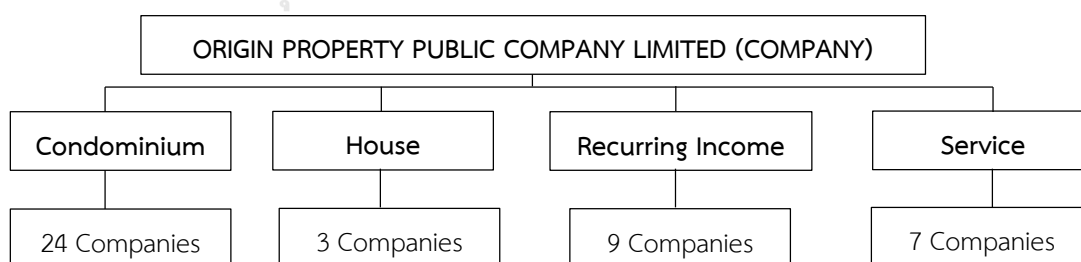 ORIGIN PROPERTY PUBLIC COMPANY LIMITED (COMPANY)
Condominium
House
Recurring Income
Service
24 Companies
3 Companies
9 Companies
7 Companies